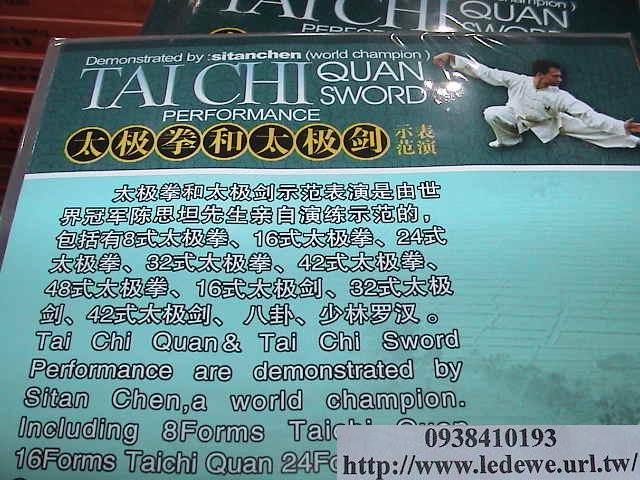 TAI CHI
QUAN
SWORD
PERFORMANCE
Demonstrated by :sitanchen (world champion )
TAI CHI QUAN
SWORD
PERFORMANCE
太极拳和太极剑 示范 表演
太极拳和太极剑示范表演是由世
界冠军陈思坦先生亲自演练示范的，
包括有8式太极拳、16式太极拳、24式
太极拳、32式太极拳、42式太极拳、
48式太极拳、16式太极剑、32式太极
剑、42式太极剑、 八卦、少林罗汉 。
Tai Chi Quan& Tai Chi Sword
Performance are demonstrated by
Sitan Chen,a world champion.
Including 8Forms Taichi Quan
16Forms Taichi Quan 24Fo
0938410193
http://www.ledewe.url.tw/